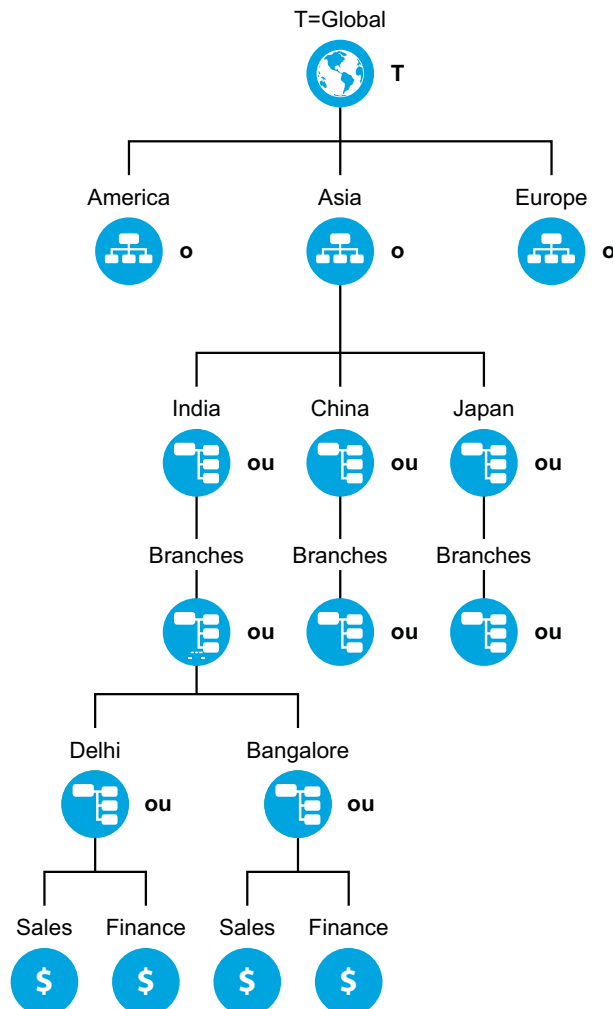 T=Global
T
America Asia Europe
o o o
India China Japan
ou ou ou
Branches Branches Branches
ou ou ou
Delhi Bangalore
ou ou
Sales Finance Sales Finance
$ $ $ $